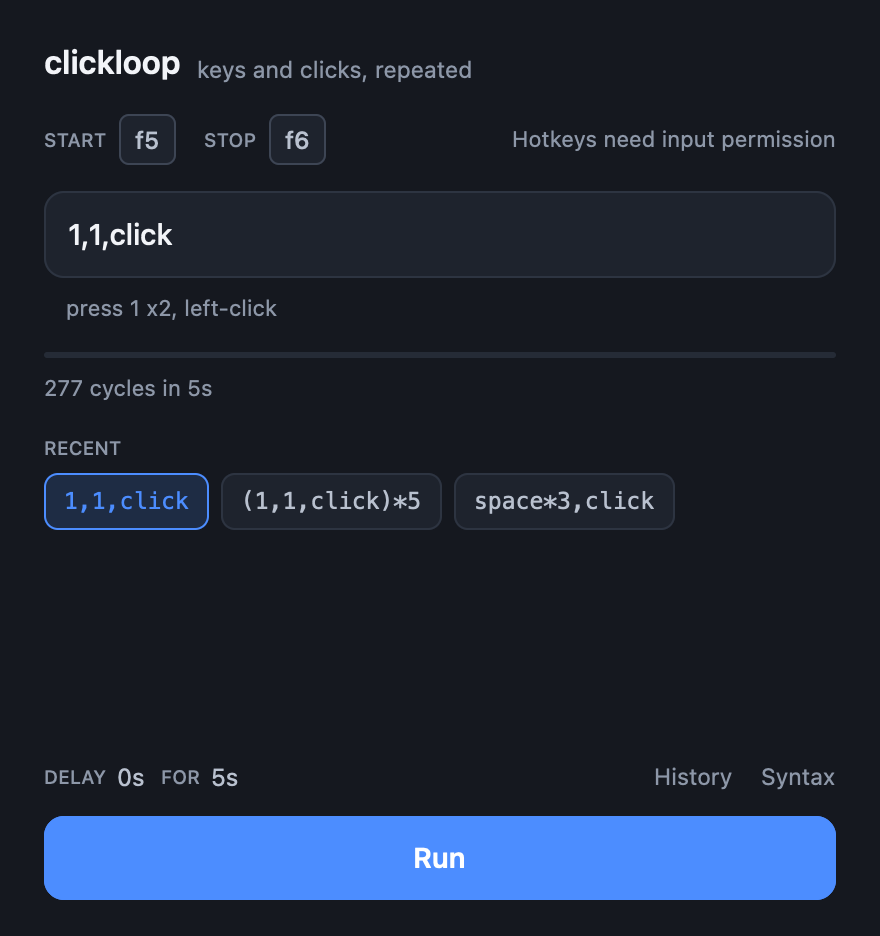 clickloop keys and clicks, repeated
START f5 STOP f6 Hotkeys need input permission
1,1,click
press 1 x2, left-click
277 cycles in 5s
RECENT
1,1,click (1,1,click)*5 space*3,click
DELAY 0s FOR 5s History Syntax
Run